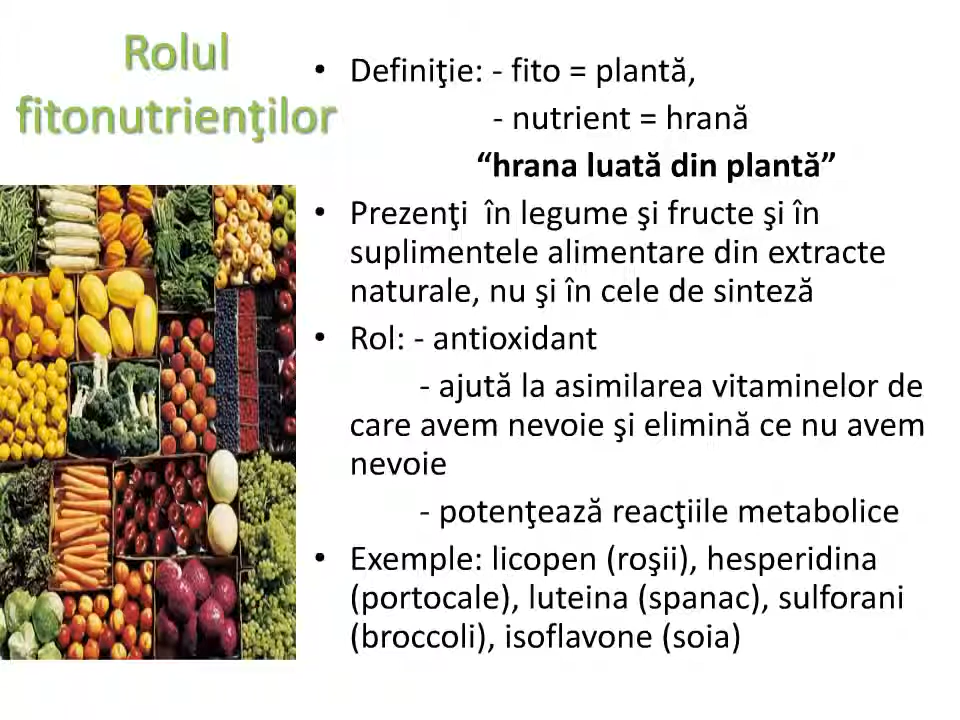 Rolul
fitonutrienţilor
• Definiţie: - fito = plantă,
- nutrient = hrană
“hrana luată din plantă”
• Prezenţi în legume şi fructe şi în
suplimentele alimentare din extracte
naturale, nu şi în cele de sinteză
• Rol: - antioxidant
- ajută la asimilarea vitaminelor de
care avem nevoie şi elimină ce nu avem
nevoie
- potenţează reacţiile metabolice
• Exemple: licopen (roşii), hesperidina
(portocale), luteina (spanac), sulforani
(broccoli), isoflavone (soia)